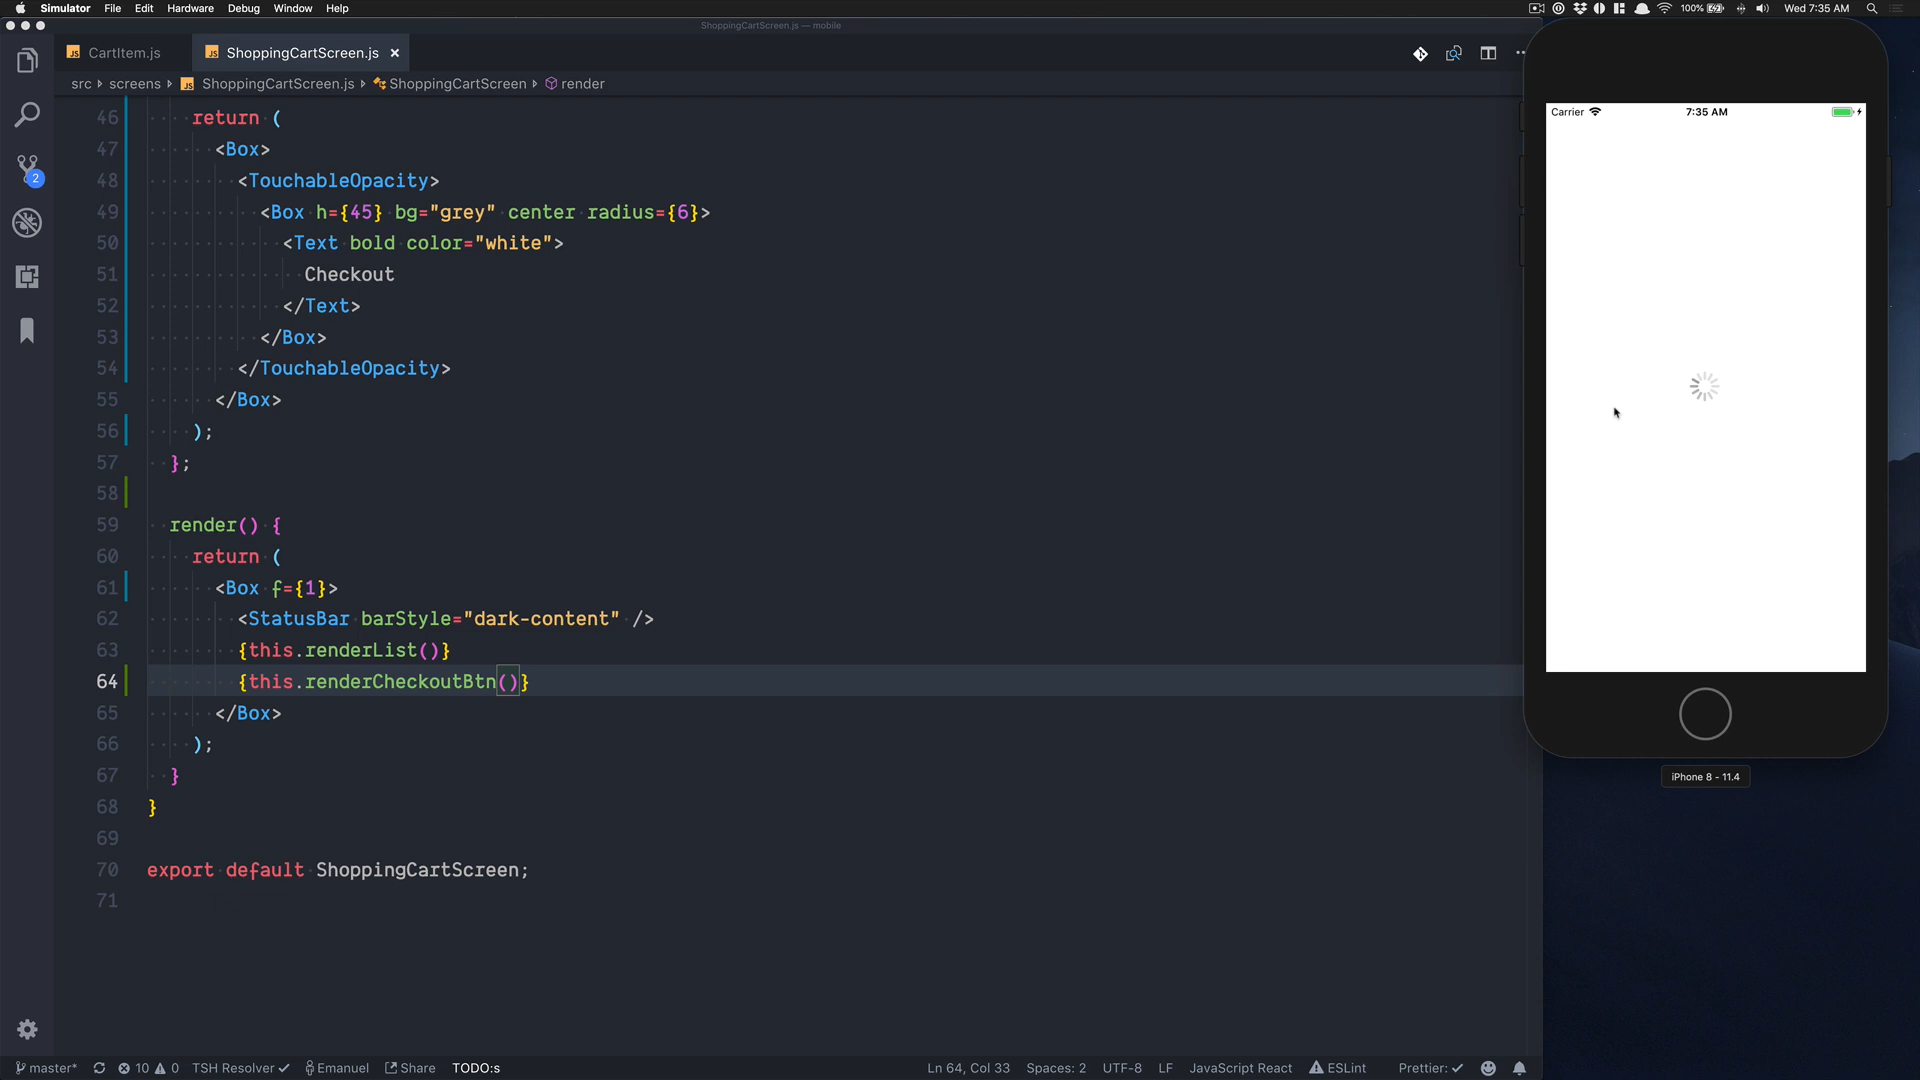 Simulator File Edit Hardware Debug Window Help
100% Wed 7:35 AM
ShoppingCartScreen.js — mobile
JS CartItem.js JS ShoppingCartScreen.js
src screens JS ShoppingCartScreen.js ShoppingCartScreen render
46 return (
47 <Box>
48 <TouchableOpacity>
49 <Box h={45} bg="grey" center radius={6}>
50 <Text bold color="white">
51 Checkout
52 </Text>
53 </Box>
54 </TouchableOpacity>
55 </Box>
56 );
57 };
58
59 render() {
60 return (
61 <Box f={1}>
62 <StatusBar barStyle="dark-content" />
63 {this.renderList()}
64 {this.renderCheckoutBtn()}
65 </Box>
66 );
67 }
68 }
69
70 export default ShoppingCartScreen;
71
2
master* 10 0 TSH Resolver Emanuel Share TODO:s
Ln 64, Col 33 Spaces: 2 UTF-8 LF JavaScript React ESLint Prettier:
Carrier 7:35 AM
iPhone 8 - 11.4